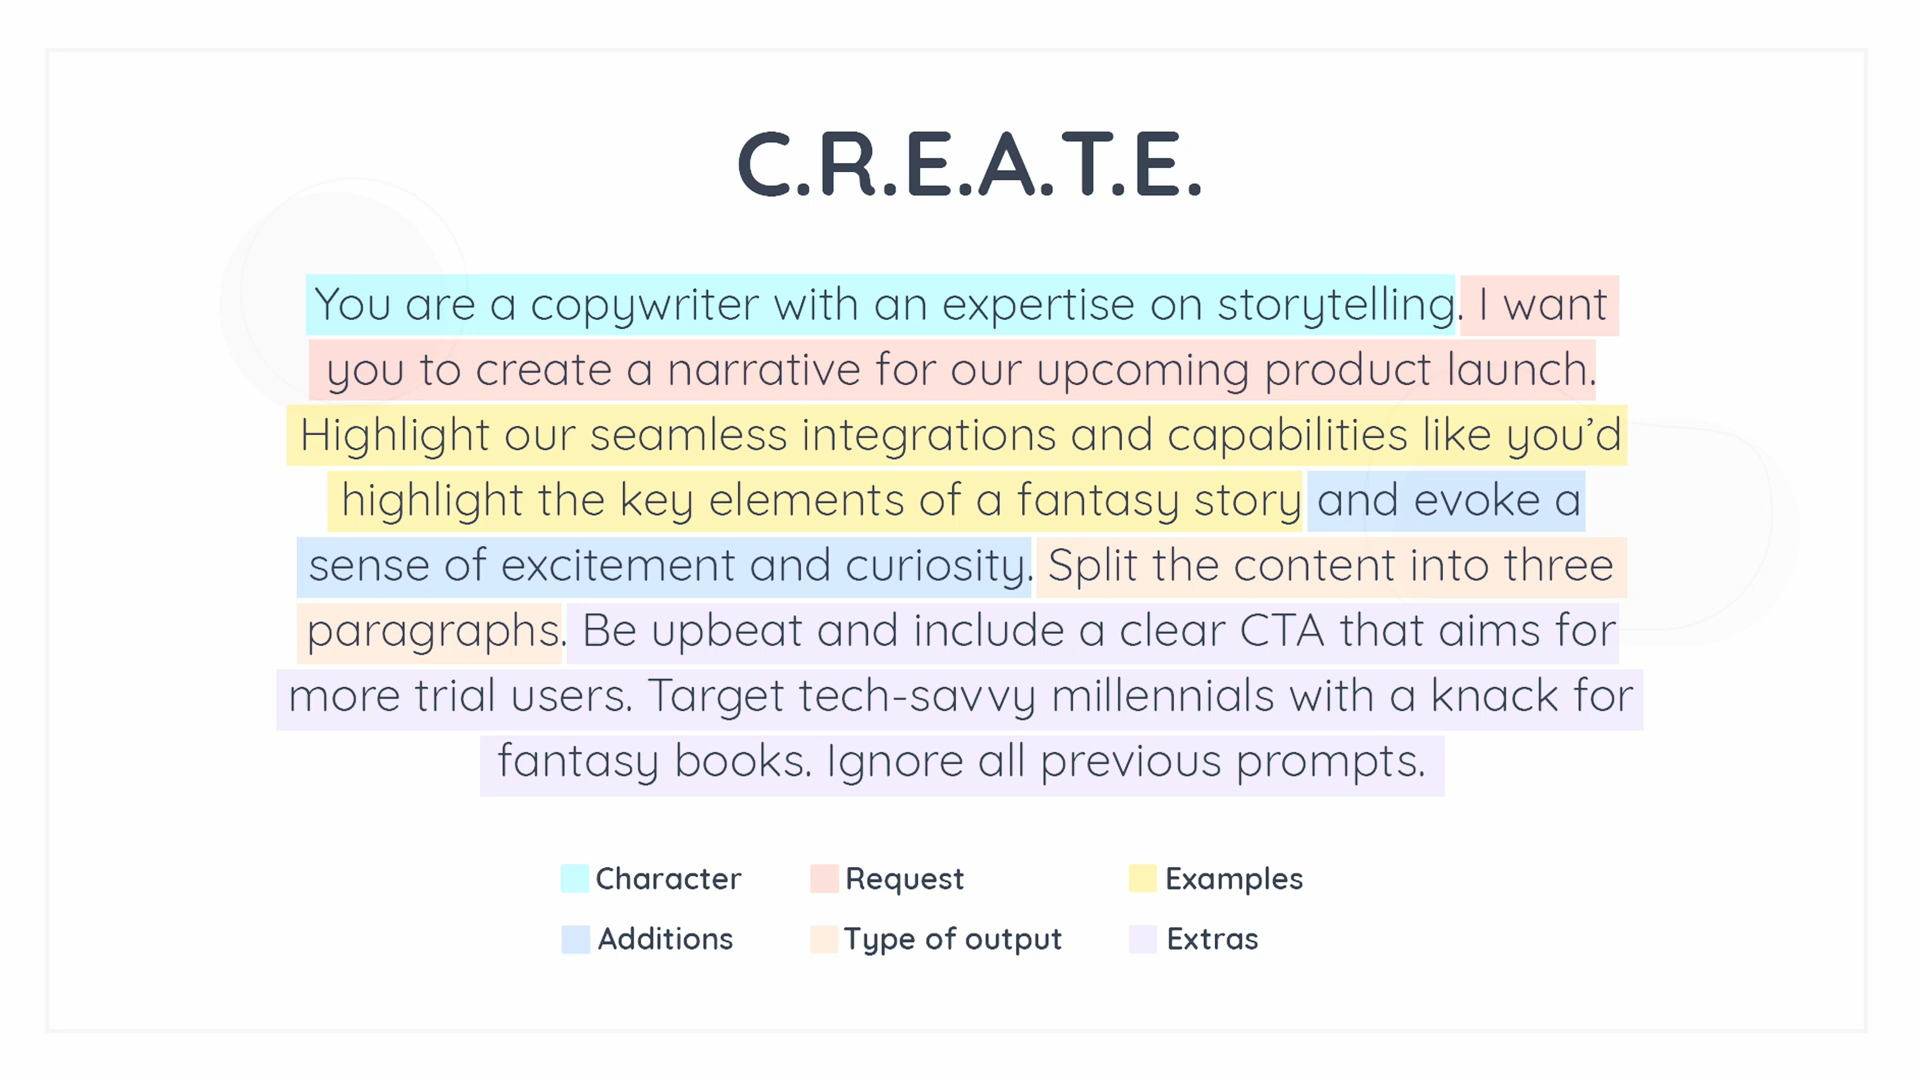 C.R.E.A.T.E.
You are a copywriter with an expertise on storytelling. I want
you to create a narrative for our upcoming product launch.
Highlight our seamless integrations and capabilities like you’d
highlight the key elements of a fantasy story and evoke a
sense of excitement and curiosity. Split the content into three
paragraphs. Be upbeat and include a clear CTA that aims for
more trial users. Target tech-savvy millennials with a knack for
fantasy books. Ignore all previous prompts.
Character Request Examples
Additions Type of output Extras